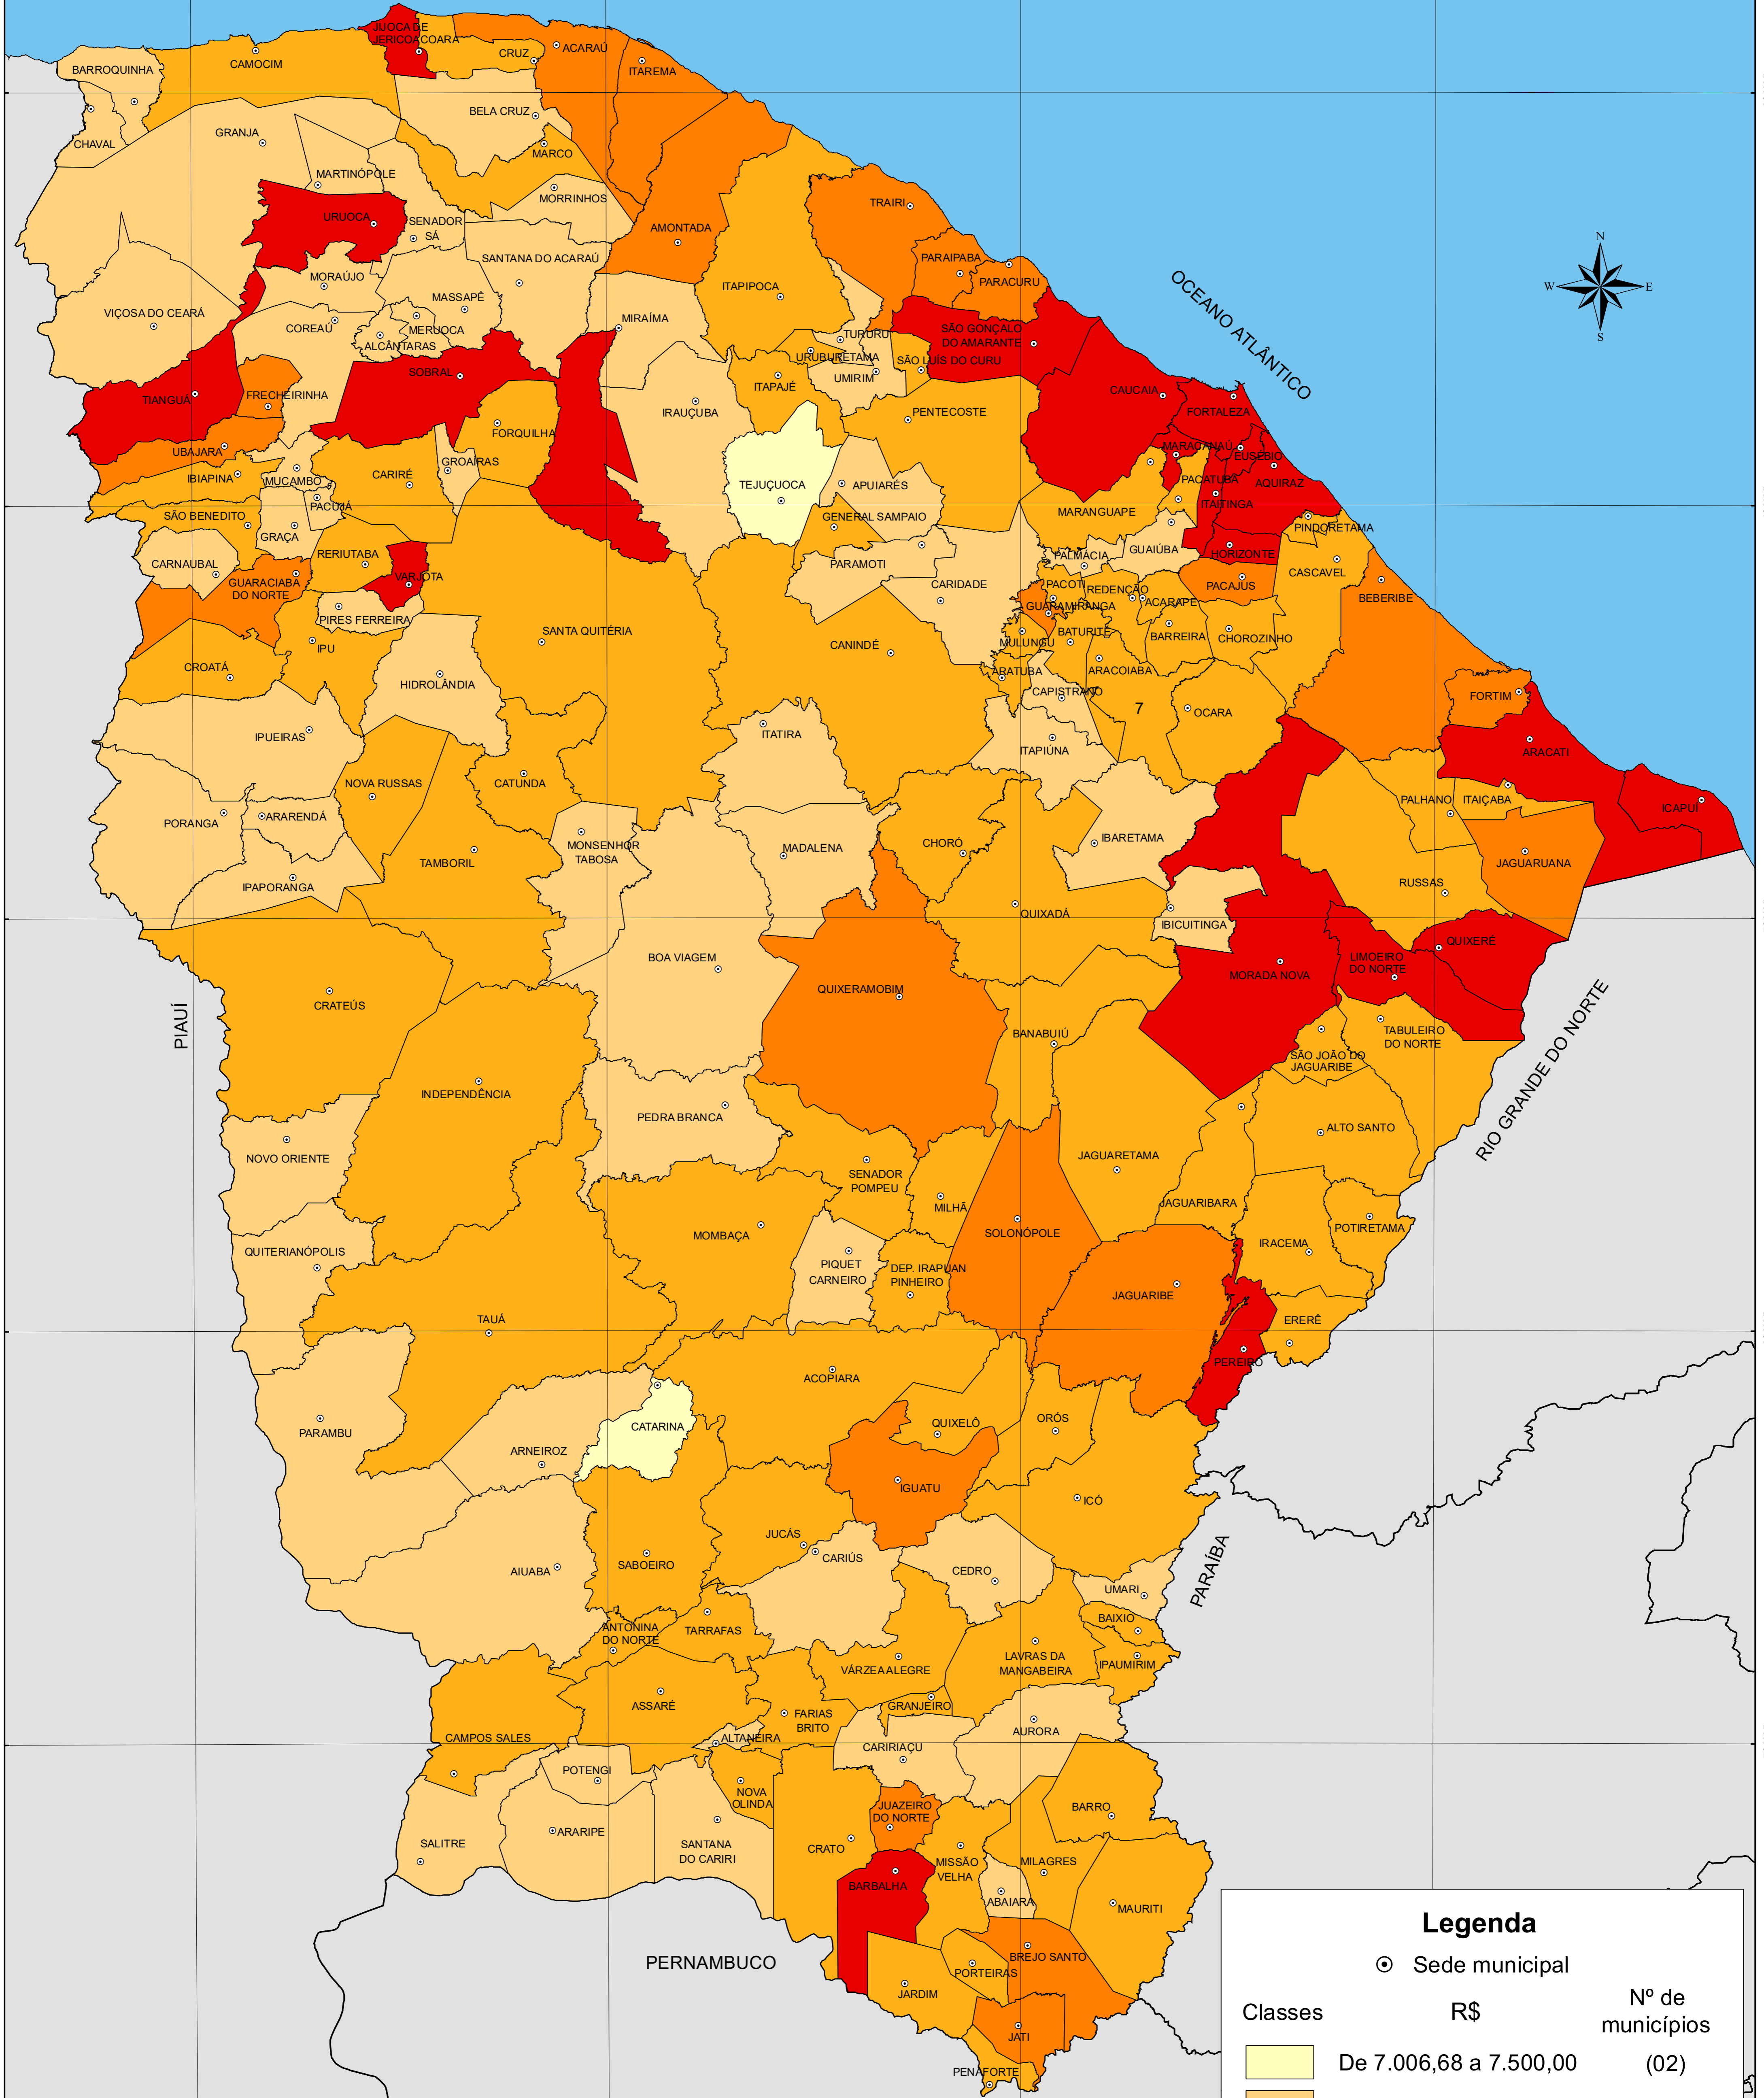 JIJOCA DE
JERICOACOARA
CRUZ
ACARAÚ
ITAREMA
CAMOCIM
BARROQUINHA
CHAVAL
GRANJA
BELA CRUZ
MARCO
MARTINÓPOLE
MORRINHOS
URUOCA
SENADOR
SÁ
AMONTADA
TRAIRI
PARAIPABA
PARACURU
N
W
E
S
OCEANO ATLÂNTICO
SANTANA DO ACARAÚ
MORAÚJO
MASSAPÊ
ITAPIPOCA
VIÇOSA DO CEARÁ
COREAÚ
MERUOCA
ALCÂNTARAS
MIRAÍMA
TURURU
URUBURETAMA
UMIRIM
SÃO GONÇALO
DO AMARANTE
SÃO LUÍS DO CURU
SOBRAL
TIANGUÁ
FRECHEIRINHA
ITAPAJÉ
IRAUÇUBA
PENTECOSTE
CAUCAIA
FORTALEZA
FORQUILHA
UBAJARA
IBIAPINA
MUCAMBO
CARIRÉ
GROAÍRAS
PACUJÁ
TEJUÇUOCA
APUIARÉS
GENERAL SAMPAIO
MARACANAÚ
EUSÉBIO
PACATUBA
AQUIRAZ
ITAITINGA
MARANGUAPE
PINDORETAMA
SÃO BENEDITO
GRAÇA
RERIUTABA
CARNAUBAL
GUARACIABA
DO NORTE
VARJOTA
PIRES FERREIRA
PARAMOTI
CARIDADE
PALMÁCIA
GUAIÚBA
HORIZONTE
CASCAVEL
PACAJUS
BEBERIBE
PACOTI
REDENÇÃO
GUARAMIRANGA
ACARAPE
BATURITÉ
MULUNGU
BARREIRA
CHOROZINHO
IPU
CROATÁ
SANTA QUITÉRIA
CANINDÉ
ARATUBA
ARACOIABA
CAPISTRANO
7
OCARA
HIDROLÂNDIA
FORTIM
ARACATI
IPUEIRAS
ITATIRA
ITAPIÚNA
NOVA RUSSAS
CATUNDA
PALHANO
ITAIÇABA
ICAPUÍ
PORANGA
ARARENDÁ
MONSENHOR
TABOSA
MADALENA
CHORÓ
IBARETAMA
TAMBORIL
JAGUARUANA
IPAPORANGA
RUSSAS
QUIXADÁ
IBICUITINGA
QUIXERÉ
BOA VIAGEM
LIMOEIRO
DO NORTE
MORADA NOVA
QUIXERAMOBIM
CRATEÚS
PIAUÍ
BANABUIÚ
TABULEIRO
DO NORTE
SÃO JOÃO DO
JAGUARIBE
RIO GRANDE DO NORTE
INDEPENDÊNCIA
PEDRA BRANCA
ALTO SANTO
NOVO ORIENTE
JAGUARETAMA
SENADOR
POMPEU
MILHÃ
JAGUARIBARA
POTIRETAMA
SOLONÓPOLE
MOMBAÇA
IRACEMA
QUITERIANÓPOLIS
PIQUET
CARNEIRO
DEP. IRAPUAN
PINHEIRO
JAGUARIBE
TAUÁ
ERERÊ
PEREIRO
ACOPIARA
PARAMBU
CATARINA
QUIXELÔ
ORÓS
ARNEIROZ
IGUATU
ICÓ
JUCÁS
CARIÚS
SABOEIRO
AIUABA
CEDRO
UMARI
PARAÍBA
BAIXIO
ANTONINA
DO NORTE
TARRAFAS
LAVRAS DA
MANGABEIRA
IPAUMIRIM
VÁRZEA ALEGRE
ASSARÉ
GRANJEIRO
FARIAS
BRITO
AURORA
CAMPOS SALES
ALTANEIRA
CARIRIAÇU
POTENGI
NOVA
OLINDA
JUAZEIRO
DO NORTE
BARRO
ARARIPE
SALITRE
SANTANA
DO CARIRI
CRATO
MISSÃO
VELHA
MILAGRES
BARBALHA
ABAIARA
MAURITI
BREJO SANTO
PORTEIRAS
PERNAMBUCO
JARDIM
JATI
PENAFORTE
Legenda
Sede municipal
Classes R$ Nº de
municípios
De 7.006,68 a 7.500,00 (02)